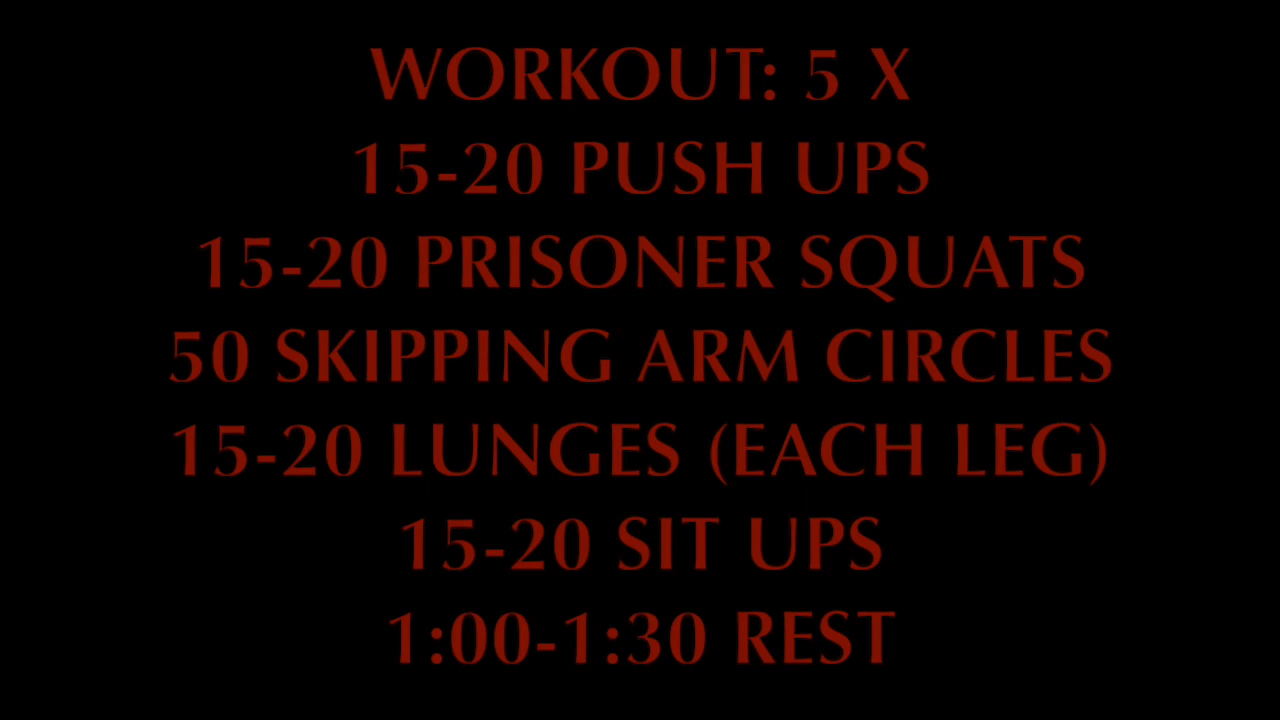 WORKOUT: 5 X
15-20 PUSH UPS
15-20 PRISONER SQUATS
50 SKIPPING ARM CIRCLES
15-20 LUNGES (EACH LEG)
15-20 SIT UPS
1:00-1:30 REST